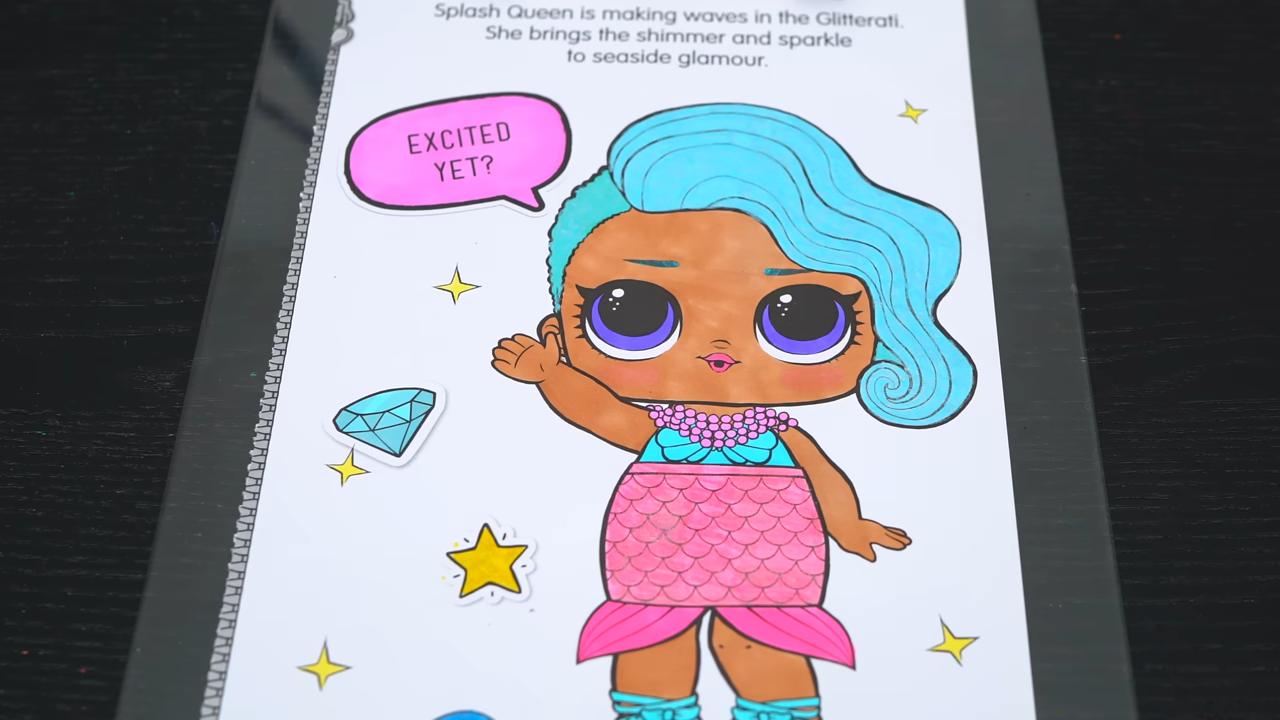 Splash Queen is making waves in the Glitterati.
She brings the shimmer and sparkle
to seaside glamour.
EXCITED
YET?